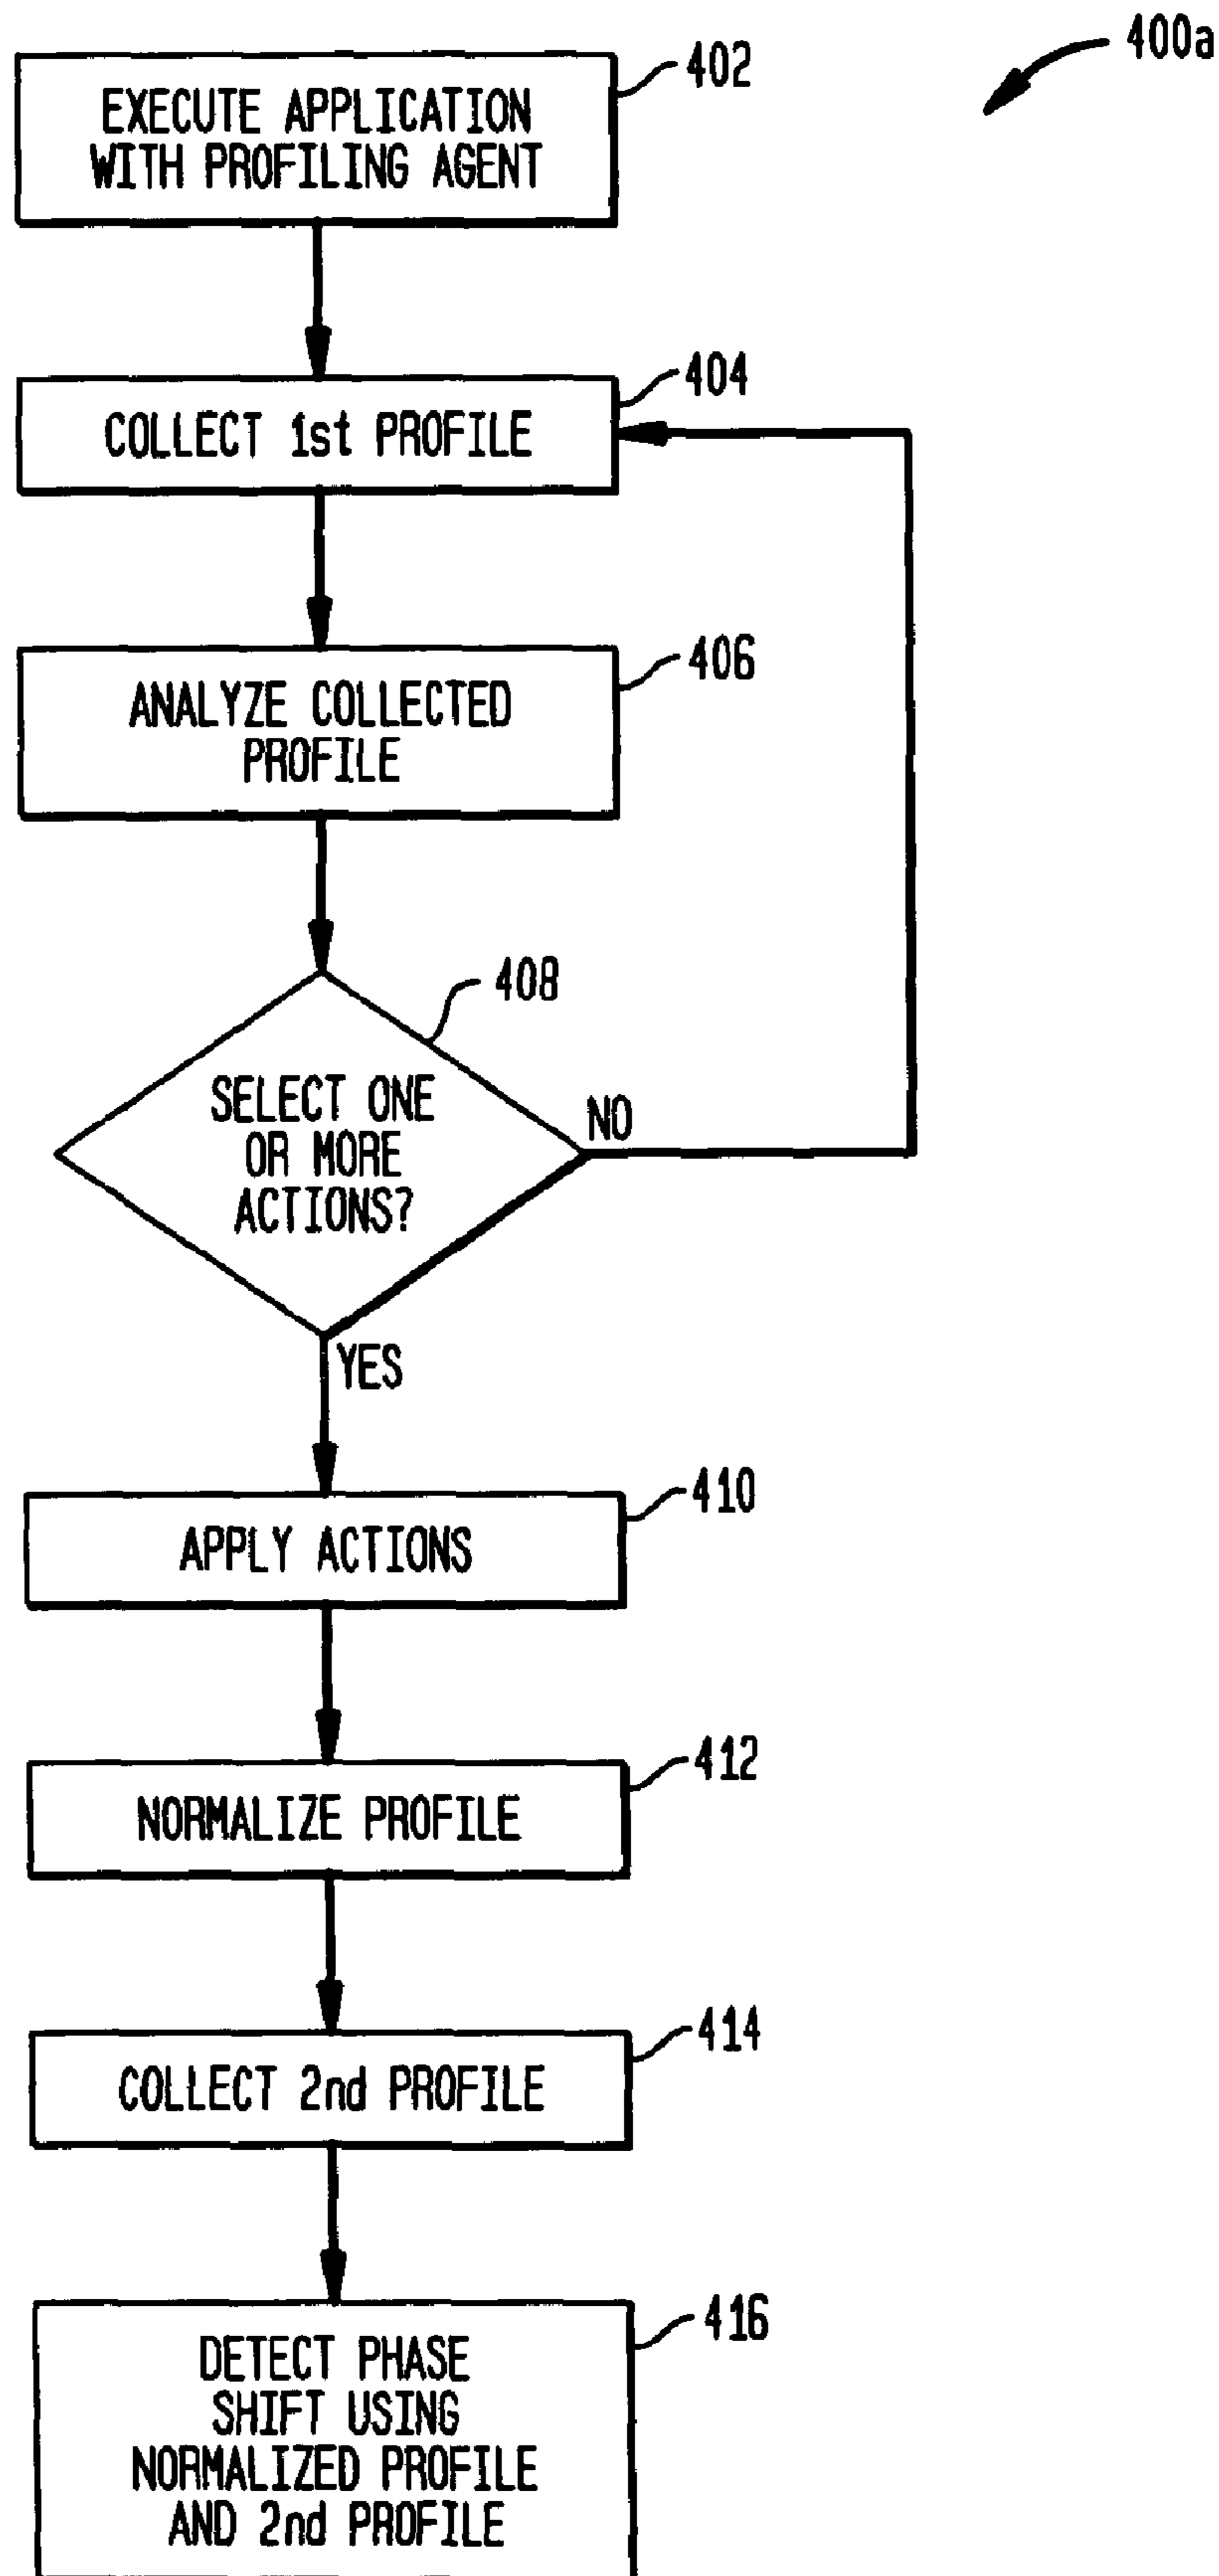 400a
402
EXECUTE APPLICATION
WITH PROFILING AGENT
404
COLLECT 1st PROFILE
406
ANALYZE COLLECTED
PROFILE
408
SELECT ONE
OR MORE
ACTIONS?
NO
YES
410
APPLY ACTIONS
412
NORMALIZE PROFILE
414
COLLECT 2nd PROFILE
416
DETECT PHASE
SHIFT USING
NORMALIZED PROFILE
AND 2nd PROFILE